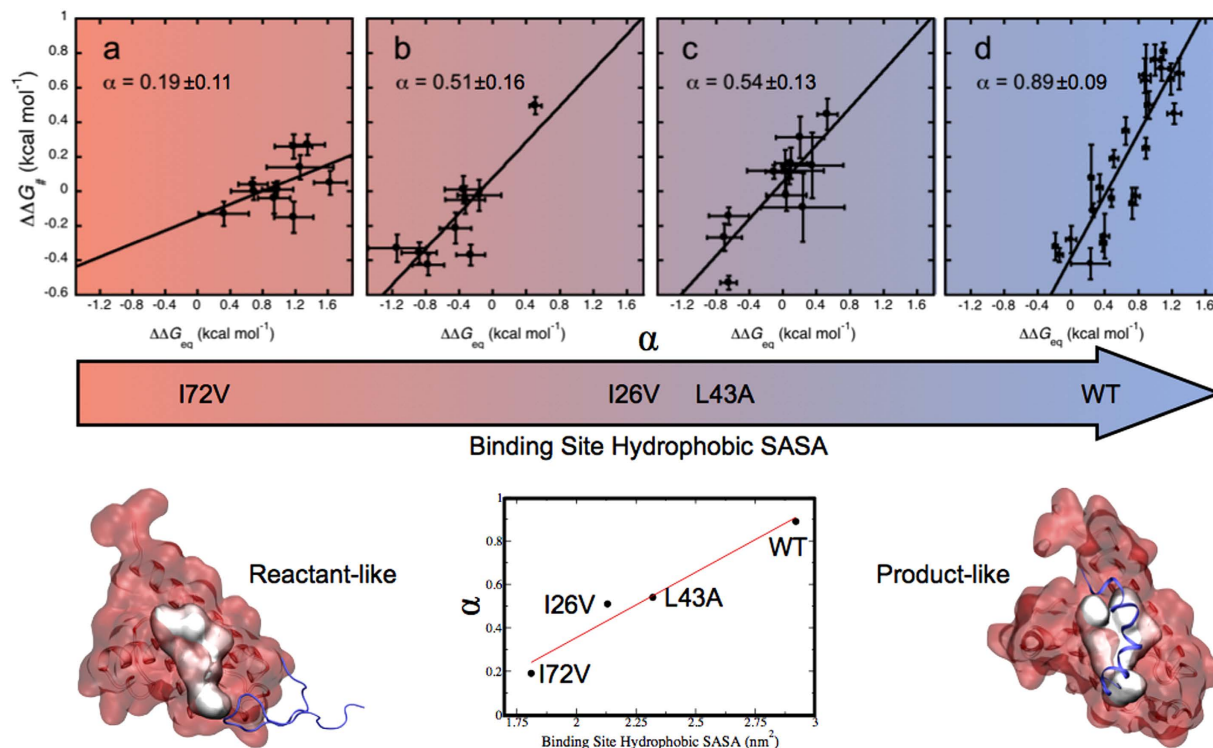 a
α = 0.19±0.11
b
α = 0.51±0.16
c
α = 0.54±0.13
d
α = 0.89±0.09
ΔΔG# (kcal mol⁻¹)
1
0.8
0.6
0.4
0.2
0
-0.2
-0.4
-0.6
-1.2 -0.8 -0.4 0 0.4 0.8 1.2 1.6
-1.2 -0.8 -0.4 0 0.4 0.8 1.2 1.6
-1.2 -0.8 -0.4 0 0.4 0.8 1.2 1.6
-1.2 -0.8 -0.4 0 0.4 0.8 1.2 1.6
ΔΔGeq (kcal mol⁻¹)
ΔΔGeq (kcal mol⁻¹)
ΔΔGeq (kcal mol⁻¹)
ΔΔGeq (kcal mol⁻¹)
α
I72V
I26V
L43A
WT
Binding Site Hydrophobic SASA
Reactant-like
Product-like
α
1
0.8
0.6
0.4
0.2
0
WT
I26V
L43A
I72V
1.75 2 2.25 2.5 2.75 3
Binding Site Hydrophobic SASA (nm²)